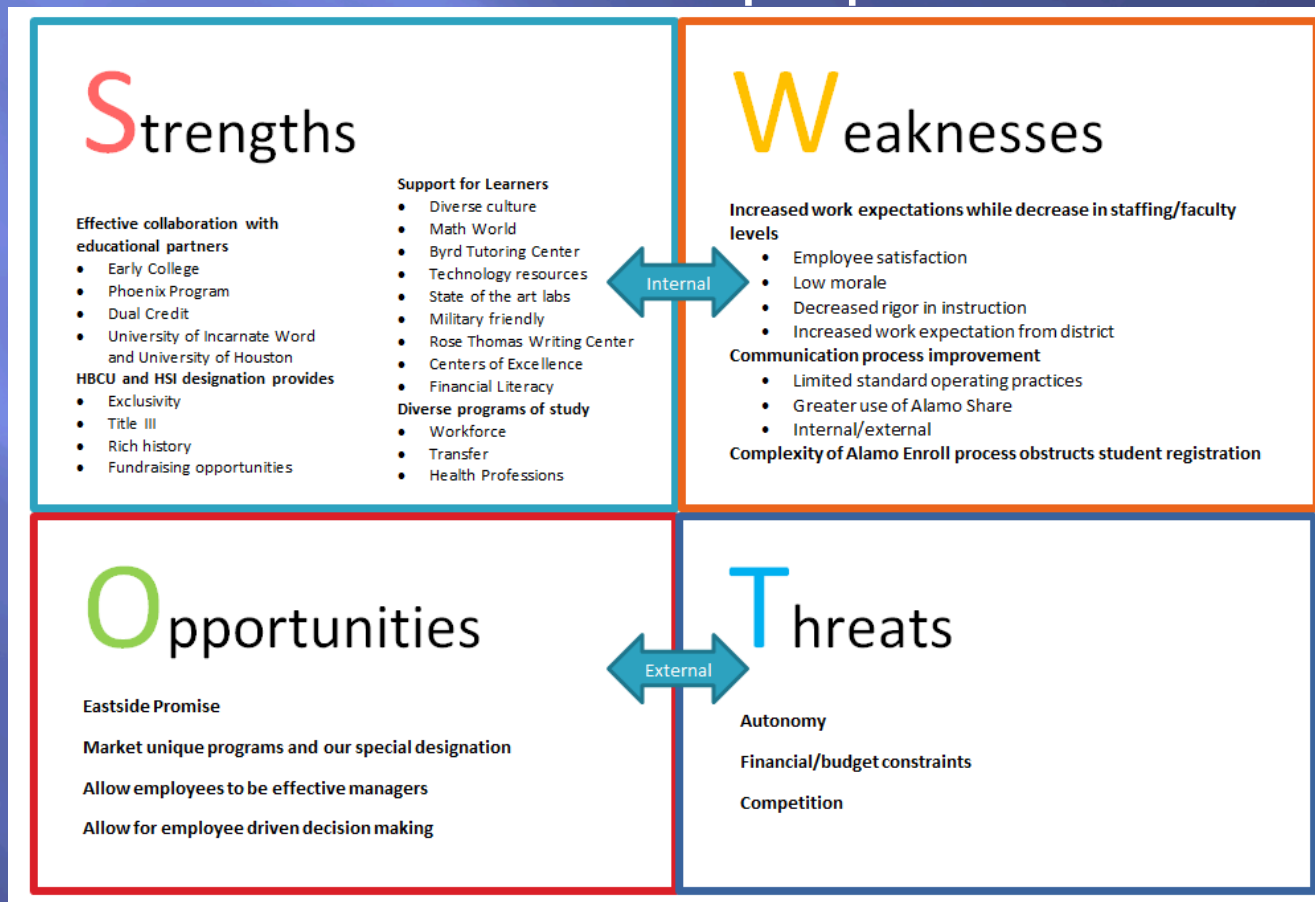 Strengths
Effective collaboration with
educational partners
• Early College
• Phoenix Program
• Dual Credit
• University of Incarnate Word
and University of Houston
HBCU and HSI designation provides
• Exclusivity
• Title III
• Rich history
• Fundraising opportunities
Support for Learners
• Diverse culture
• Math World
• Byrd Tutoring Center
• Technology resources
• State of the art labs
• Military friendly
• Rose Thomas Writing Center
• Centers of Excellence
• Financial Literacy
Diverse programs of study
• Workforce
• Transfer
• Health Professions
Internal
Weaknesses
Increased work expectations while decrease in staffing/faculty
levels
• Employee satisfaction
• Low morale
• Decreased rigor in instruction
• Increased work expectation from district
Communication process improvement
• Limited standard operating practices
• Greater use of Alamo Share
• Internal/external
Complexity of Alamo Enroll process obstructs student registration
Opportunities
Eastside Promise
Market unique programs and our special designation
Allow employees to be effective managers
Allow for employee driven decision making
External
Threats
Autonomy
Financial/budget constraints
Competition